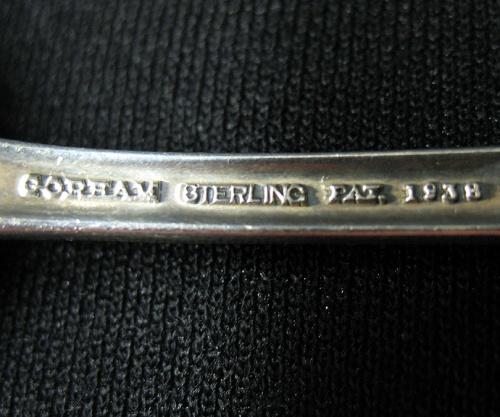 GORHAM STERLING PAT. 1938